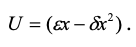 U = (εx − δx²).